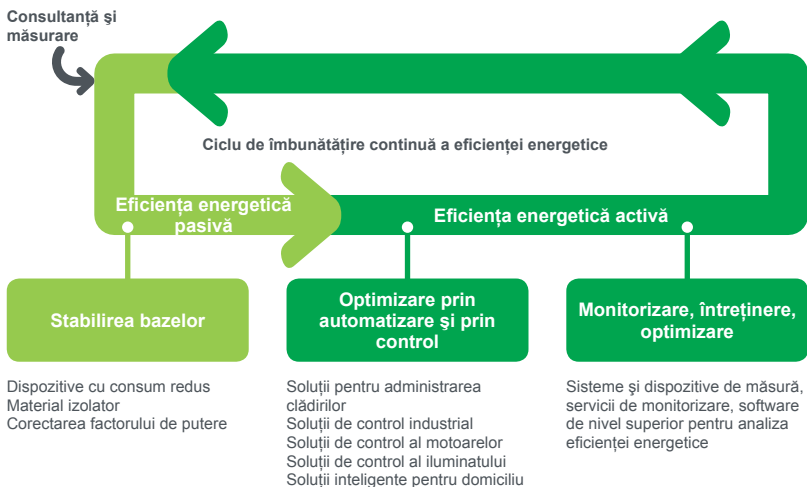 Consultanță şi
măsurare
Ciclu de îmbunătățire continuă a eficienței energetice
Eficiența energetică
pasivă
Eficiența energetică activă
Stabilirea bazelor
Optimizare prin
automatizare şi prin
control
Monitorizare, întreținere,
optimizare
Dispozitive cu consum redus
Material izolator
Corectarea factorului de putere
Soluții pentru administrarea
clădirilor
Soluții de control industrial
Soluții de control al motoarelor
Soluții de control al iluminatului
Soluții inteligente pentru domiciliu
Sisteme şi dispozitive de măsură,
servicii de monitorizare, software
de nivel superior pentru analiza
eficienței energetice